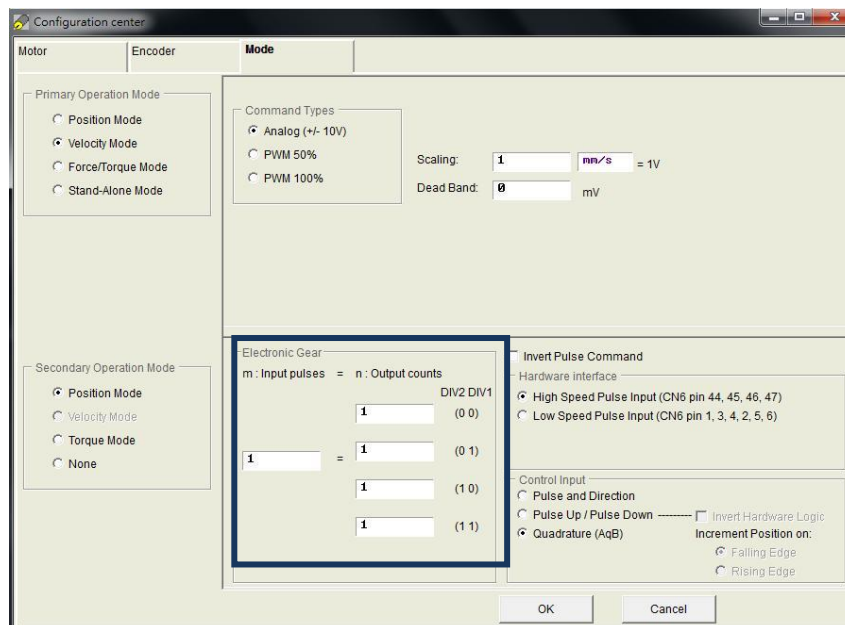 Configuration center
Motor Encoder Mode
Primary Operation Mode
Position Mode
Velocity Mode
Force/Torque Mode
Stand-Alone Mode
Command Types
Analog (+/- 10V)
PWM 50%
PWM 100%
Scaling: 1 mm/s = 1V
Dead Band: 0 mV
Secondary Operation Mode
Position Mode
Velocity Mode
Torque Mode
None
Electronic Gear
m : Input pulses = n : Output counts
DIV2 DIV1
1 (0 0)
1 = 1 (0 1)
1 (1 0)
1 (1 1)
Invert Pulse Command
Hardware interface
High Speed Pulse Input (CN6 pin 44, 45, 46, 47)
Low Speed Pulse Input (CN6 pin 1, 3, 4, 2, 5, 6)
Control Input
Pulse and Direction
Pulse Up / Pulse Down --------- Invert Hardware Logic
Quadrature (AqB) Increment Position on:
Falling Edge
Rising Edge
OK Cancel